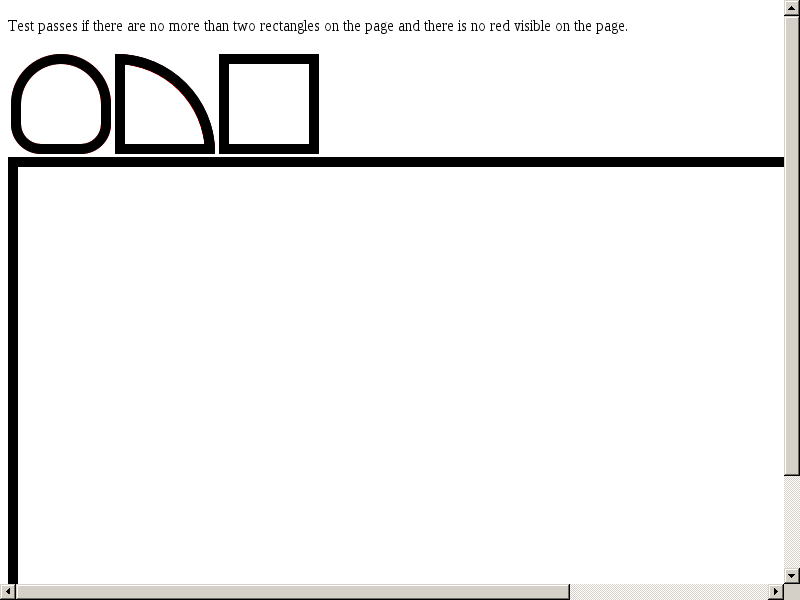 Test passes if there are no more than two rectangles on the page and there is no red visible on the page.